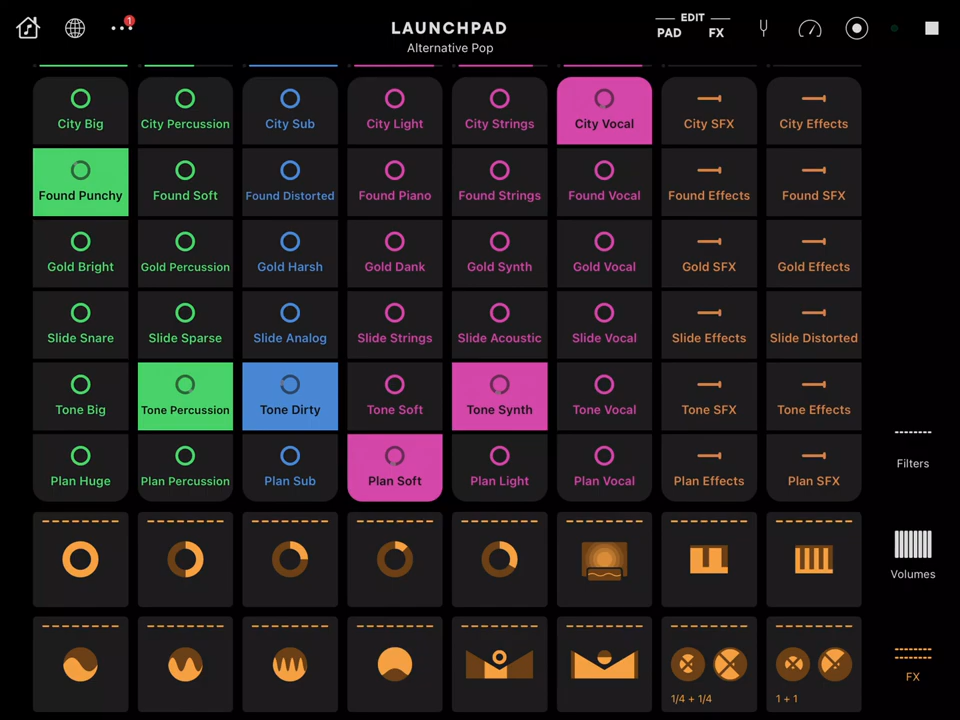 1
LAUNCHPAD
Alternative Pop
EDIT
PAD FX
City Big City Percussion City Sub City Light City Strings City Vocal City SFX City Effects
Found Punchy Found Soft Found Distorted Found Piano Found Strings Found Vocal Found Effects Found SFX
Gold Bright Gold Percussion Gold Harsh Gold Dank Gold Synth Gold Vocal Gold SFX Gold Effects
Slide Snare Slide Sparse Slide Analog Slide Strings Slide Acoustic Slide Vocal Slide Effects Slide Distorted
Tone Big Tone Percussion Tone Dirty Tone Soft Tone Synth Tone Vocal Tone SFX Tone Effects
Plan Huge Plan Percussion Plan Sub Plan Soft Plan Light Plan Vocal Plan Effects Plan SFX
Filters
Volumes
FX
1/4 + 1/4 1 + 1